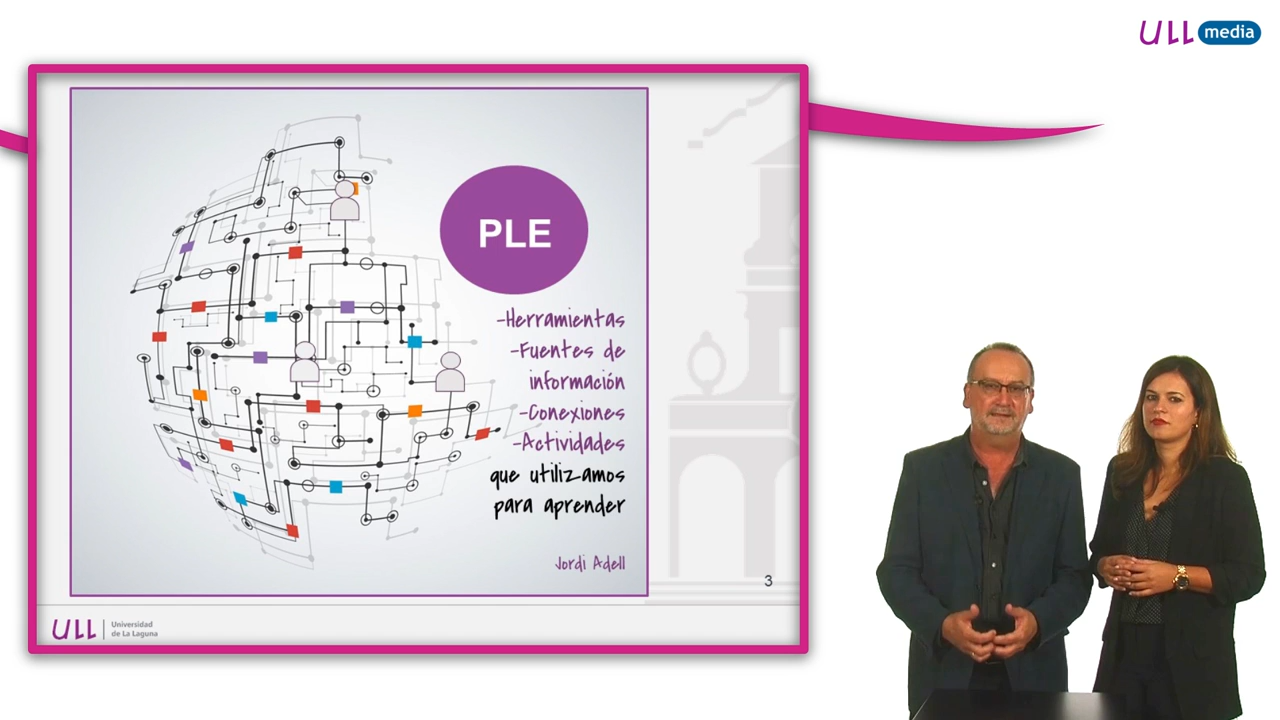 ULL media
PLE
-Herramientas
-Fuentes de
información
-Conexiones
-Actividades
que utilizamos
para aprender
Jordi Adell
3
ULL
Universidad
de La Laguna